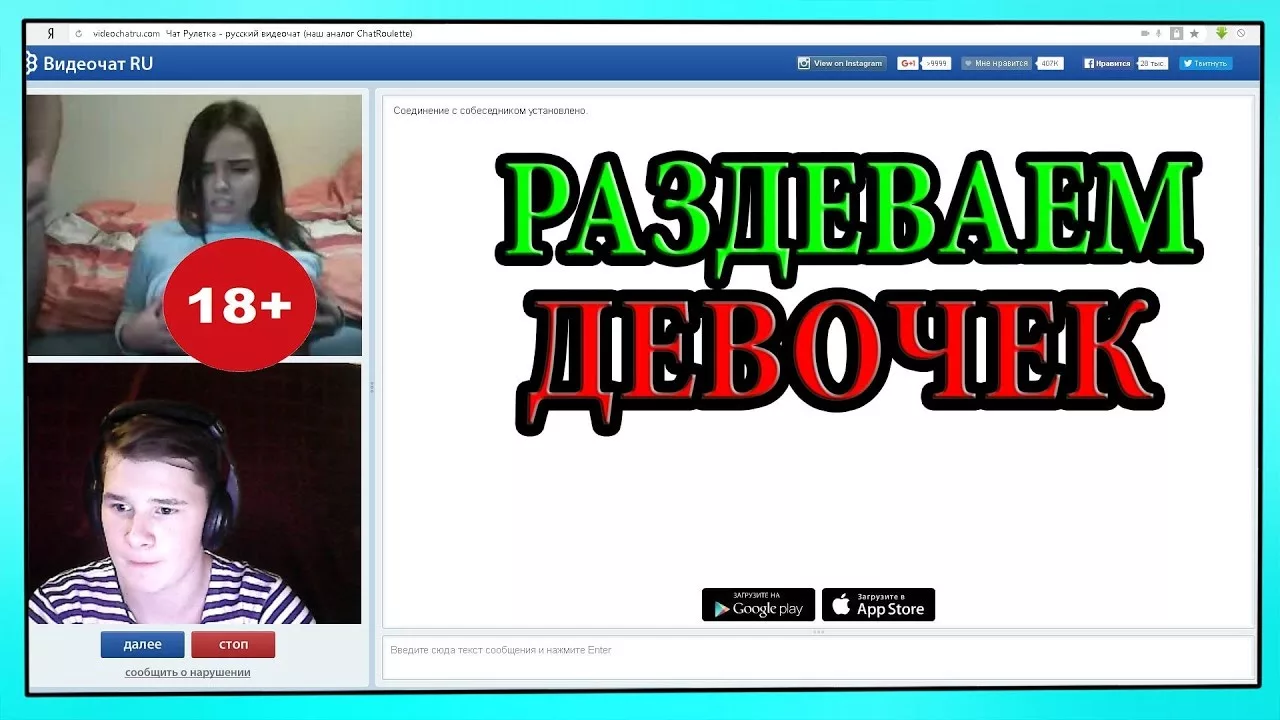 Я videochatru.com Чат Рулетка - русский видеочат (наш аналог ChatRoulette)
Видеочат RU
View on Instagram
G+1 >9999
Мне нравится 407K
Нравится 28 тыс.
Твитнуть
Соединение с собеседником установлено.
РАЗДЕВАЕМ
ДЕВОЧЕК
18+
ЗАГРУЗИТЕ НА
Google play
Загрузите в
App Store
далее
стоп
сообщить о нарушении
Введите сюда текст сообщения и нажмите Enter